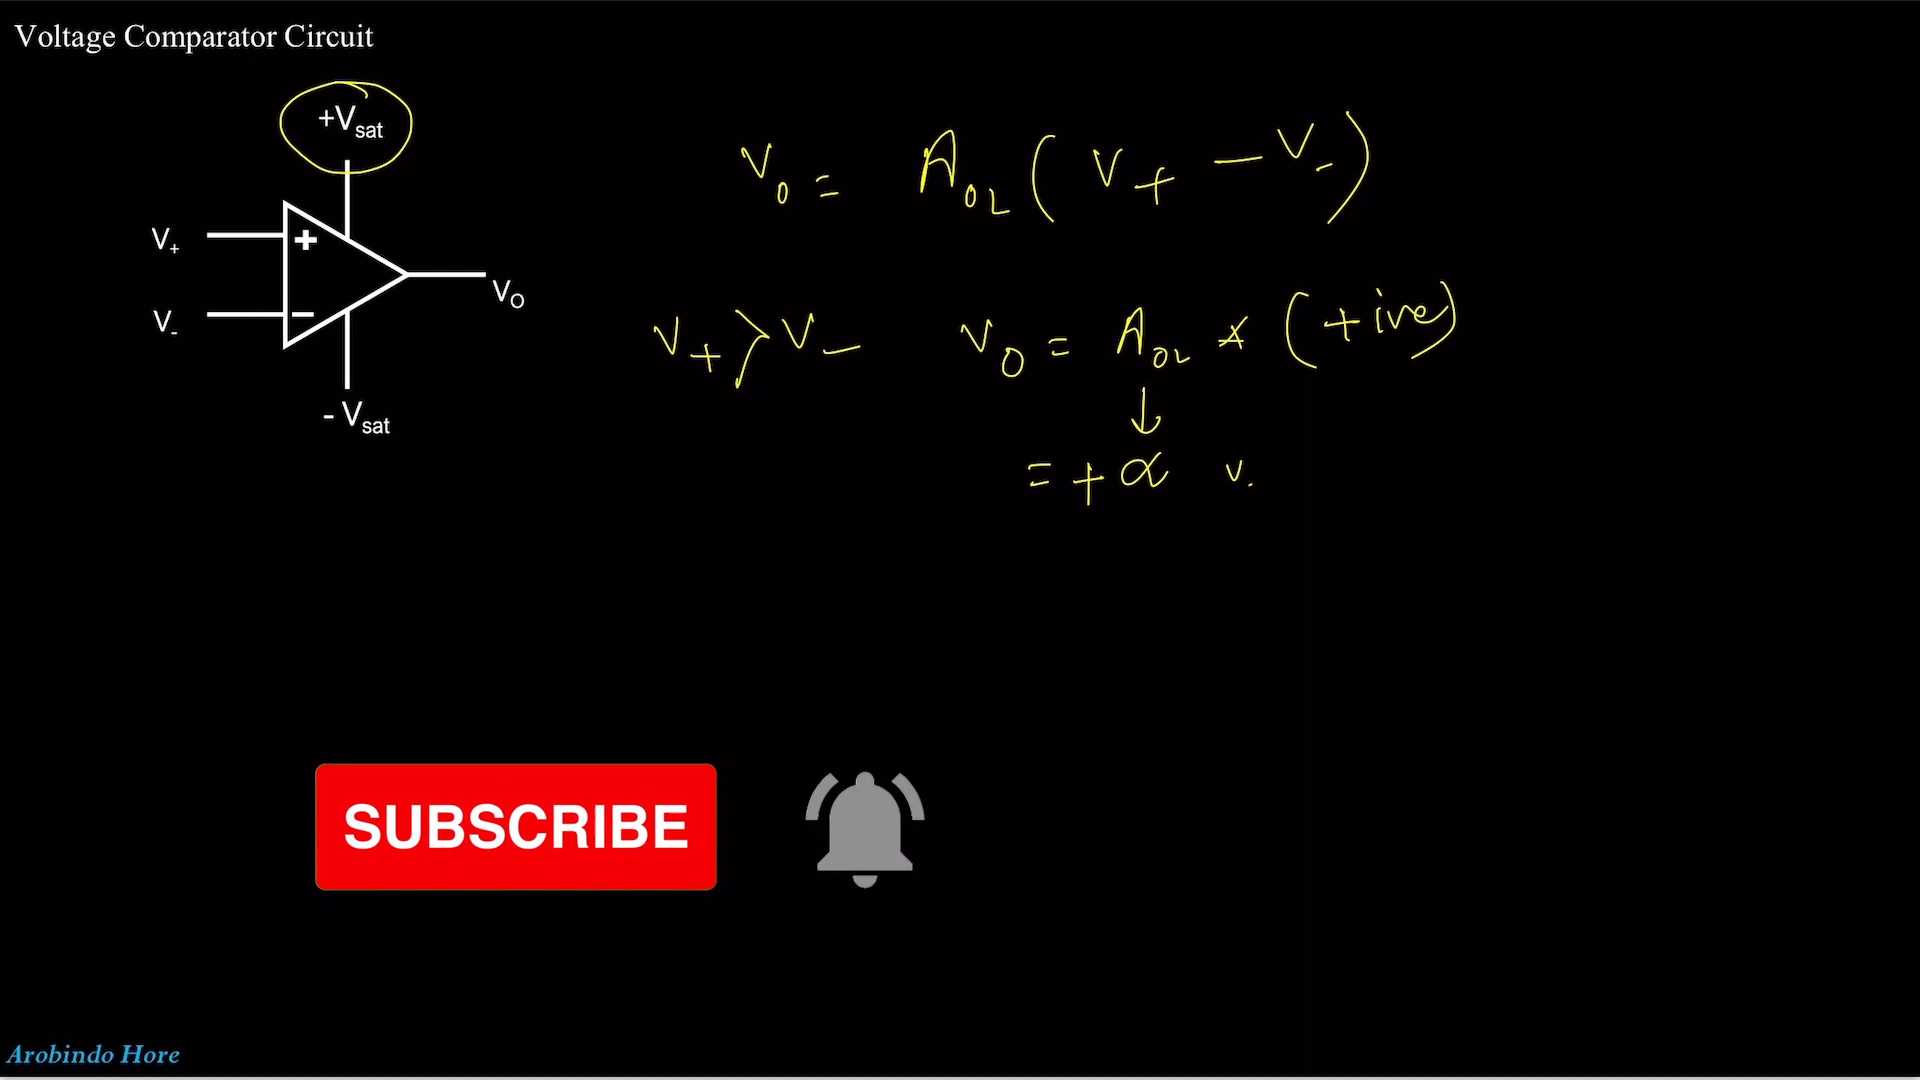 Voltage Comparator Circuit
+Vsat
V+
+
V-
-
VO
- Vsat
Vo = AOL (V+ - V-)
V+ > V- VO = AOL * (+ive)
↓
= + α V.
SUBSCRIBE
Arobindo Hore